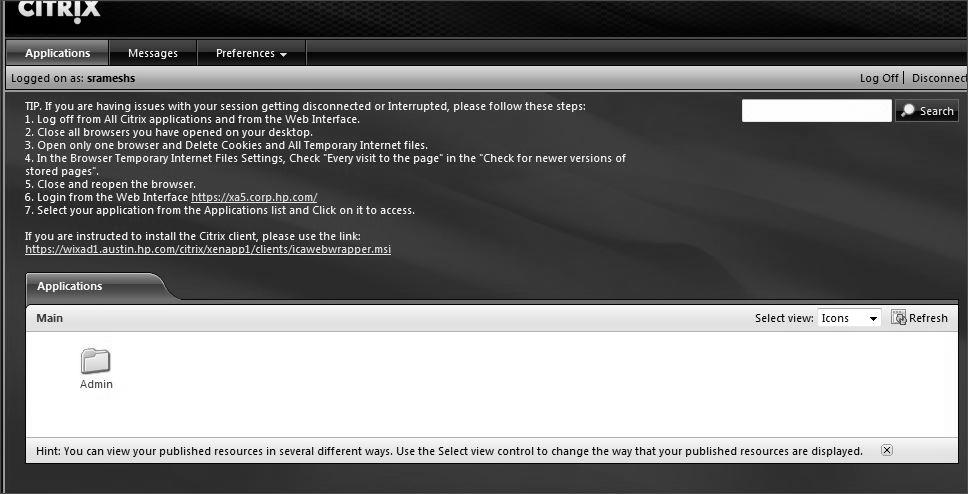 CITRIX
Applications Messages Preferences
Logged on as: srameshs Log Off Disconnect
TIP. If you are having issues with your session getting disconnected or Interrupted, please follow these steps:
1. Log off from All Citrix applications and from the Web Interface.
Search
2. Close all browsers you have opened on your desktop.
3. Open only one browser and Delete Cookies and All Temporary Internet files.
4. In the Browser Temporary Internet Files Settings, Check "Every visit to the page" in the "Check for newer versions of
stored pages".
5. Close and reopen the browser.
6. Login from the Web Interface https://xa5.corp.hp.com/
7. Select your application from the Applications list and Click on it to access.
If you are instructed to install the Citrix client, please use the link:
https://wixad1.austin.hp.com/citrix/xenapp1/clients/icawebwrapper.msi
Applications
Main Select view: Icons Refresh
Admin
Hint: You can view your published resources in several different ways. Use the Select view control to change the way that your published resources are displayed.